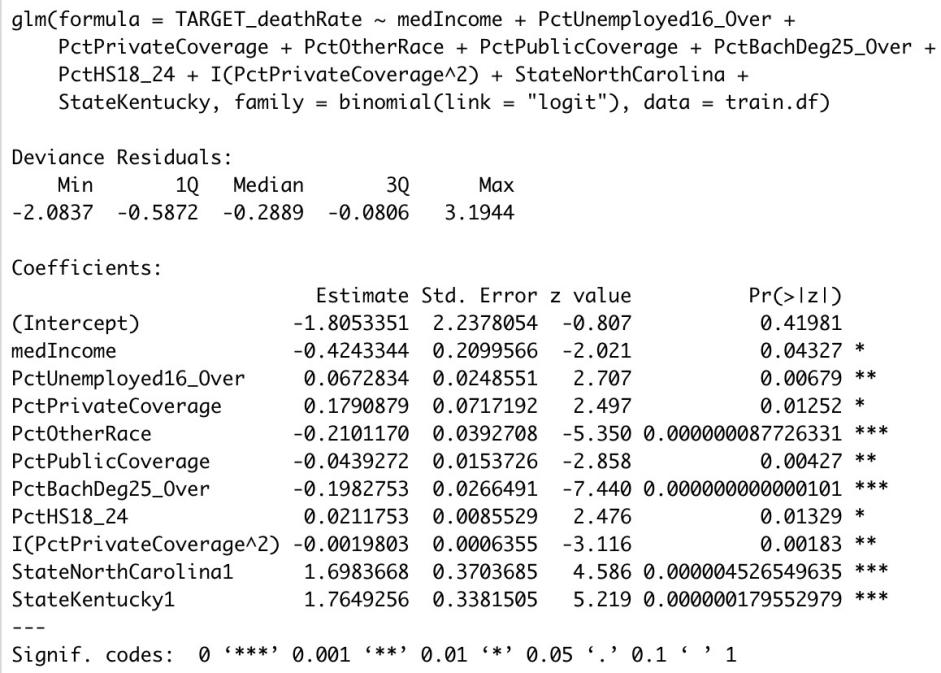 glm(formula = TARGET_deathRate ~ medIncome + PctUnemployed16_Over +
    PctPrivateCoverage + PctOtherRace + PctPublicCoverage + PctBachDeg25_Over +
    PctHS18_24 + I(PctPrivateCoverage^2) + StateNorthCarolina +
    StateKentucky, family = binomial(link = "logit"), data = train.df)
Deviance Residuals:
    Min       1Q   Median       3Q      Max
-2.0837  -0.5872  -0.2889  -0.0806   3.1944
Coefficients:
                          Estimate Std. Error z value          Pr(>|z|)
(Intercept)             -1.8053351  2.2378054  -0.807           0.41981
medIncome               -0.4243344  0.2099566  -2.021           0.04327 *
PctUnemployed16_Over     0.0672834  0.0248551   2.707           0.00679 **
PctPrivateCoverage       0.1790879  0.0717192   2.497           0.01252 *
PctOtherRace            -0.2101170  0.0392708  -5.350 0.000000087726331 ***
PctPublicCoverage       -0.0439272  0.0153726  -2.858           0.00427 **
PctBachDeg25_Over       -0.1982753  0.0266491  -7.440 0.000000000000101 ***
PctHS18_24               0.0211753  0.0085529   2.476           0.01329 *
I(PctPrivateCoverage^2) -0.0019803  0.0006355  -3.116           0.00183 **
StateNorthCarolina1      1.6983668  0.3703685   4.586 0.000004526549635 ***
StateKentucky1           1.7649256  0.3381505   5.219 0.000000179552979 ***
---
Signif. codes:  0 ‘***’ 0.001 ‘**’ 0.01 ‘*’ 0.05 ‘.’ 0.1 ‘ ’ 1